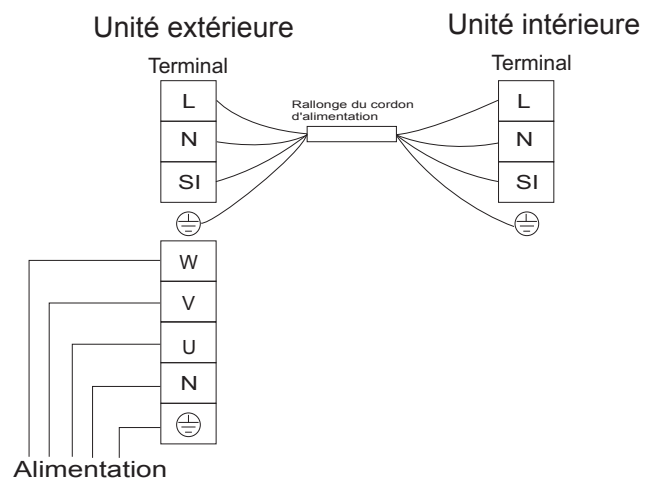 Unité extérieure
Unité intérieure
Terminal
Terminal
L
N
SI
Rallonge du cordon
d'alimentation
L
N
SI
W
V
U
N
Alimentation